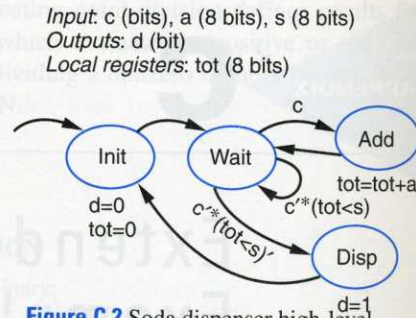 Input: c (bits), a (8 bits), s (8 bits)
Outputs: d (bit)
Local registers: tot (8 bits)
c
Init
Wait
Add
d=0
tot=0
c'*(tot<s)
tot=tot+a
c'*(tot<s)'
Disp
d=1
Figure C.2 Soda dispenser high-level